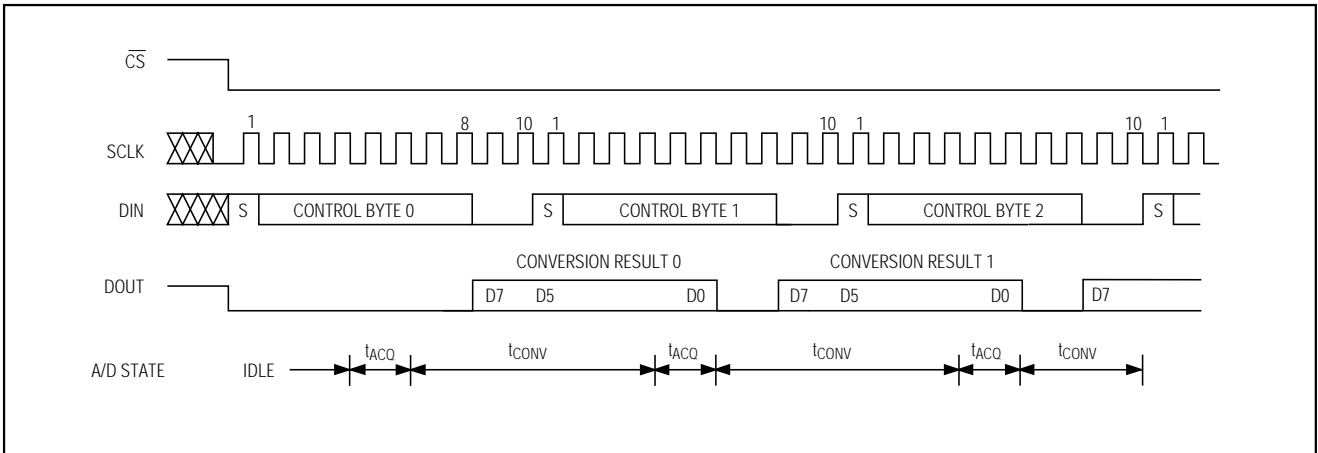 CS
1 8 10 1 10 1 10 1
SCLK
DIN S CONTROL BYTE 0 S CONTROL BYTE 1 S CONTROL BYTE 2 S
CONVERSION RESULT 0 CONVERSION RESULT 1
DOUT D7 D5 D0 D7 D5 D0 D7
tACQ tCONV tACQ tCONV tACQ tCONV
A/D STATE IDLE